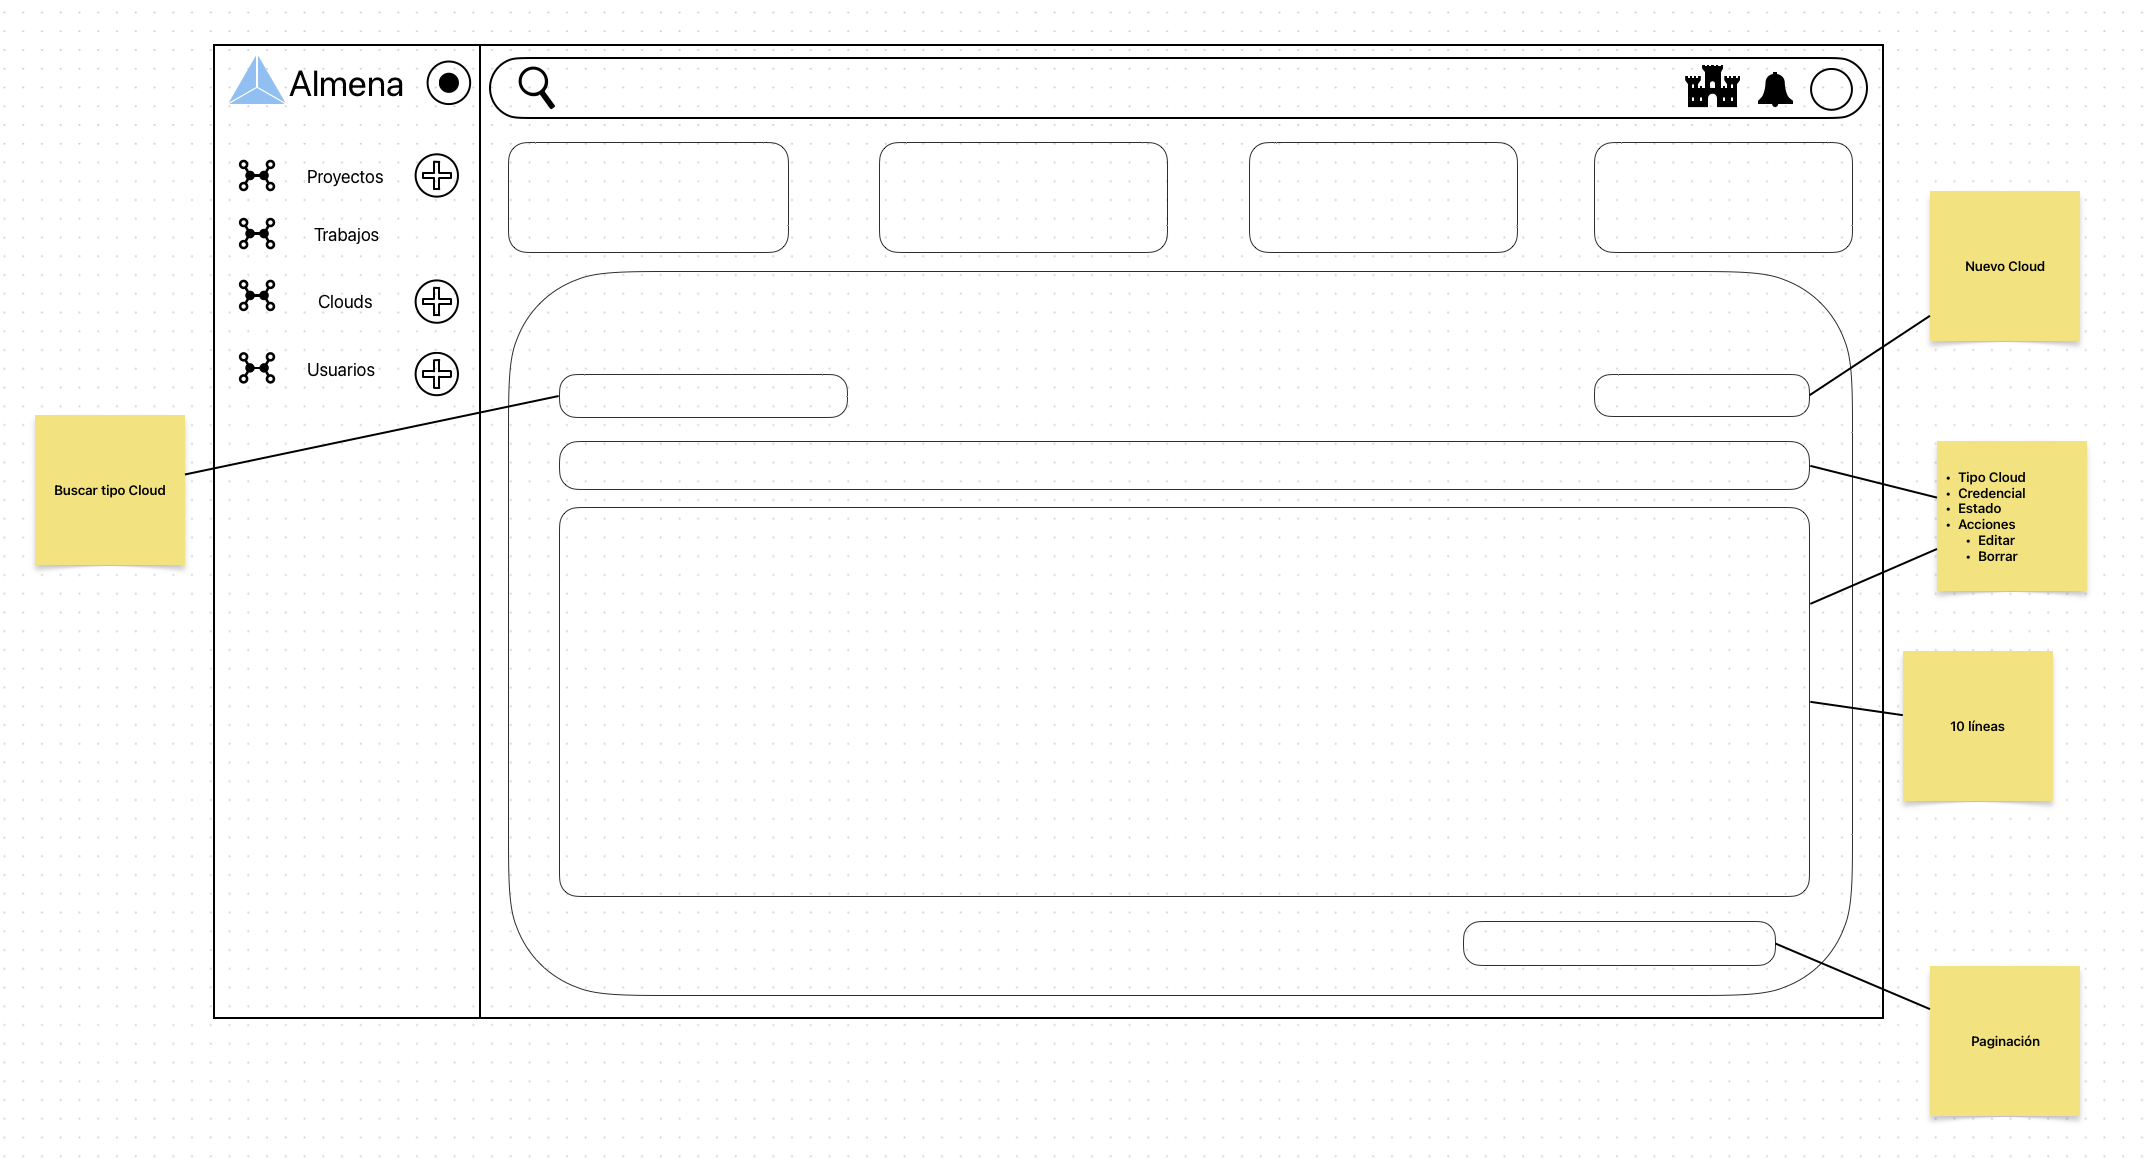 Almena
Proyectos
Trabajos
Clouds
Usuarios
Buscar tipo Cloud
Nuevo Cloud
• Tipo Cloud
• Credencial
• Estado
• Acciones
• Editar
• Borrar
10 líneas
Paginación